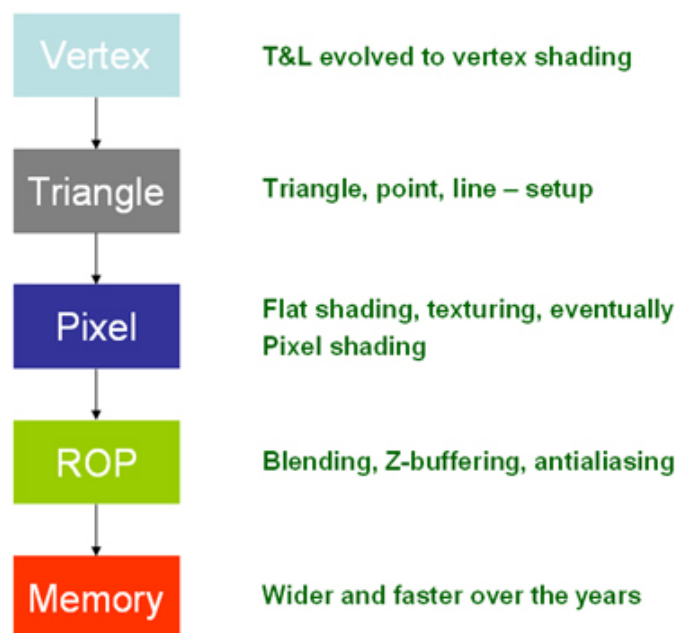 Vertex
T&L evolved to vertex shading
Triangle
Triangle, point, line – setup
Pixel
Flat shading, texturing, eventually
Pixel shading
ROP
Blending, Z-buffering, antialiasing
Memory
Wider and faster over the years